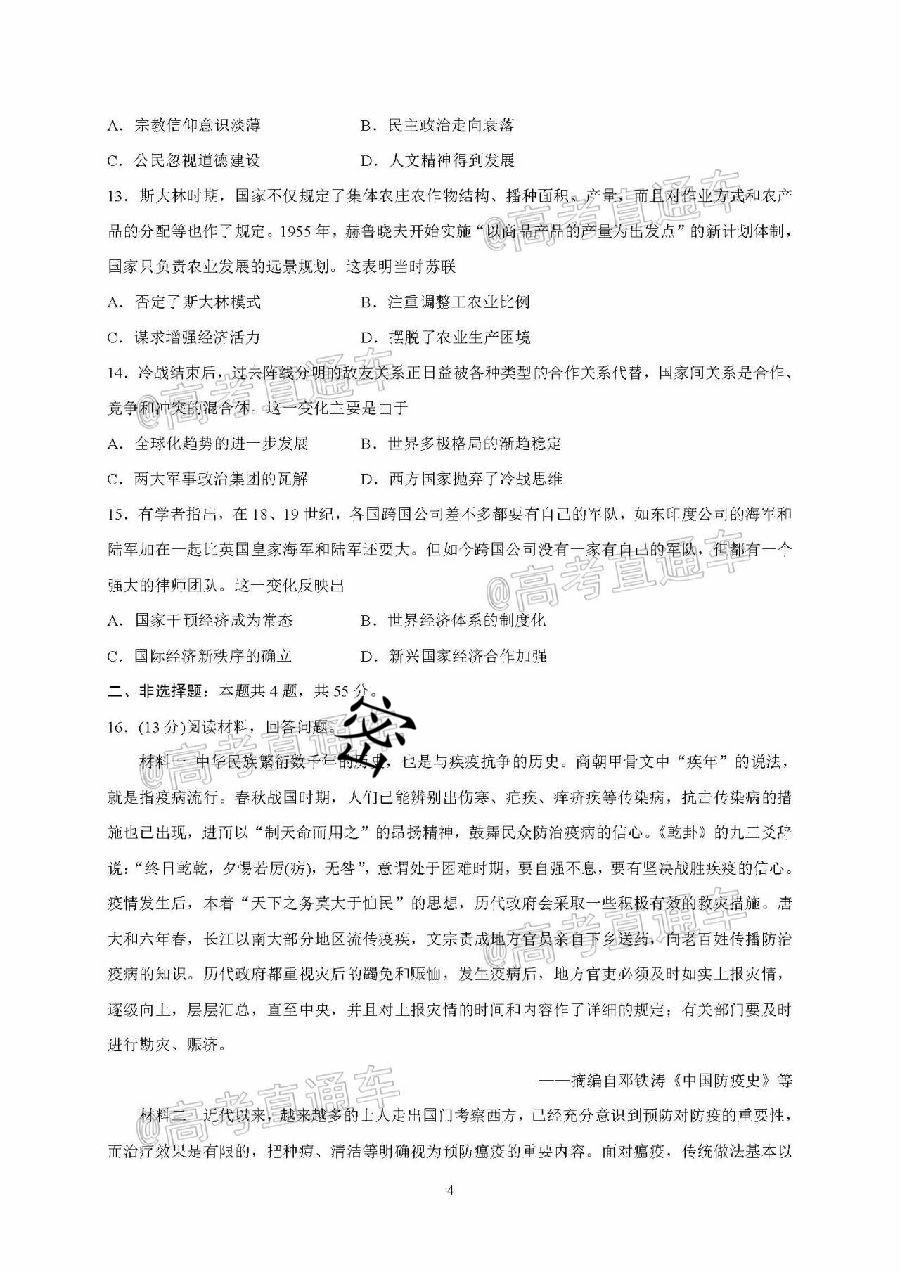 A．宗教信仰意识淡薄 B．民主政治走向衰落
C．公民忽视道德建设 D．人文精神得到发展
13．斯大林时期，国家不仅规定了集体农庄农作物结构、播种面积、产量，而且对作业方式和农产
品的分配等也作了规定。1955年，赫鲁晓夫开始实施“以商品产品的产量为出发点”的新计划体制，
国家只负责农业发展的远景规划。这表明当时苏联
A．否定了斯大林模式 B．注重调整工农业比例
C．谋求增强经济活力 D．摆脱了农业生产困境
14．冷战结束后，过去阵线分明的敌友关系正日益被各种类型的合作关系代替，国家间关系是合作、
竞争和冲突的混合体。这一变化主要是由于
A．全球化趋势的进一步发展 B．世界多极格局的渐趋稳定
C．两大军事政治集团的瓦解 D．西方国家抛弃了冷战思维
15．有学者指出，在18、19世纪，各国跨国公司差不多都要有自己的军队，如东印度公司的海军和
陆军加在一起比英国皇家海军和陆军还要大。但如今跨国公司没有一家有自己的军队，但都有一个
强大的律师团队。这一变化反映出
A．国家干预经济成为常态 B．世界经济体系的制度化
C．国际经济新秩序的确立 D．新兴国家经济合作加强
二、非选择题：本题共4题，共55分。
16．(13分)阅读材料，回答问题。
密
材料一 中华民族繁衍数千年的历史，也是与疾疫抗争的历史。商朝甲骨文中“疾年”的说法，
就是指疫病流行。春秋战国时期，人们已能辨别出伤寒、疟疾、痒疥疾等传染病，抗击传染病的措
施也已出现，进而以“制天命而用之”的昂扬精神，鼓舞民众防治疫病的信心。《乾卦》的九三爻辞
说：“终日乾乾，夕惕若厉(疠)，无咎”，意谓处于困难时期，要自强不息，要有坚决战胜疾疫的信心。
疫情发生后，本着“天下之务莫大于恤民”的思想，历代政府会采取一些积极有效的救灾措施。唐
大和六年春，长江以南大部分地区流传疫疾，文宗责成地方官员亲自下乡送药，向老百姓传播防治
疫病的知识。历代政府都重视灾后的蠲免和赈恤，发生疫病后，地方官吏必须及时如实上报灾情，
逐级向上，层层汇总，直至中央，并且对上报灾情的时间和内容作了详细的规定；有关部门要及时
进行勘灾、赈济。
——摘编自邓铁涛《中国防疫史》等
材料二 近代以来，越来越多的士人走出国门考察西方，已经充分意识到预防对防疫的重要性，
而治疗效果是有限的，把种痘、清洁等明确视为预防瘟疫的重要内容。面对瘟疫，传统做法基本以
4
@高考直通车
@高考直通车
@高考直通车
@高考直通车
@高考直通车
@高考直通车
@高考直通车